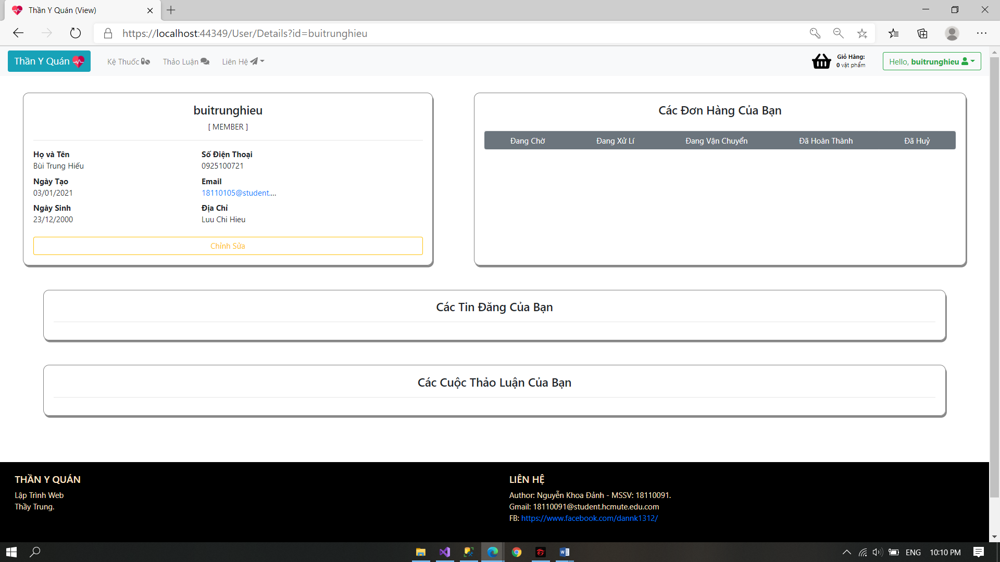 Thần Y Quán (View)
https://localhost:44349/User/Details?id=buitrunghieu
Thần Y Quán
Kệ Thuốc
Thảo Luận
Liên Hệ
Giỏ Hàng:
0 vật phẩm
Hello, buitrunghieu
buitrunghieu
[ MEMBER ]
Họ và Tên
Bùi Trung Hiếu
Số Điện Thoại
0925100721
Ngày Tạo
03/01/2021
Email
18110105@student....
Ngày Sinh
23/12/2000
Địa Chỉ
Luu Chi Hieu
Chỉnh Sửa
Các Đơn Hàng Của Bạn
Đang Chờ Đang Xử Lí Đang Vận Chuyển Đã Hoàn Thành Đã Huỷ
Các Tin Đăng Của Bạn
Các Cuộc Thảo Luận Của Bạn
THẦN Y QUÁN
Lập Trình Web
Thầy Trung.
LIÊN HỆ
Author: Nguyễn Khoa Đảnh - MSSV: 18110091.
Gmail: 18110091@student.hcmute.edu.com
FB: https://www.facebook.com/dannk1312/
ENG
10:10 PM